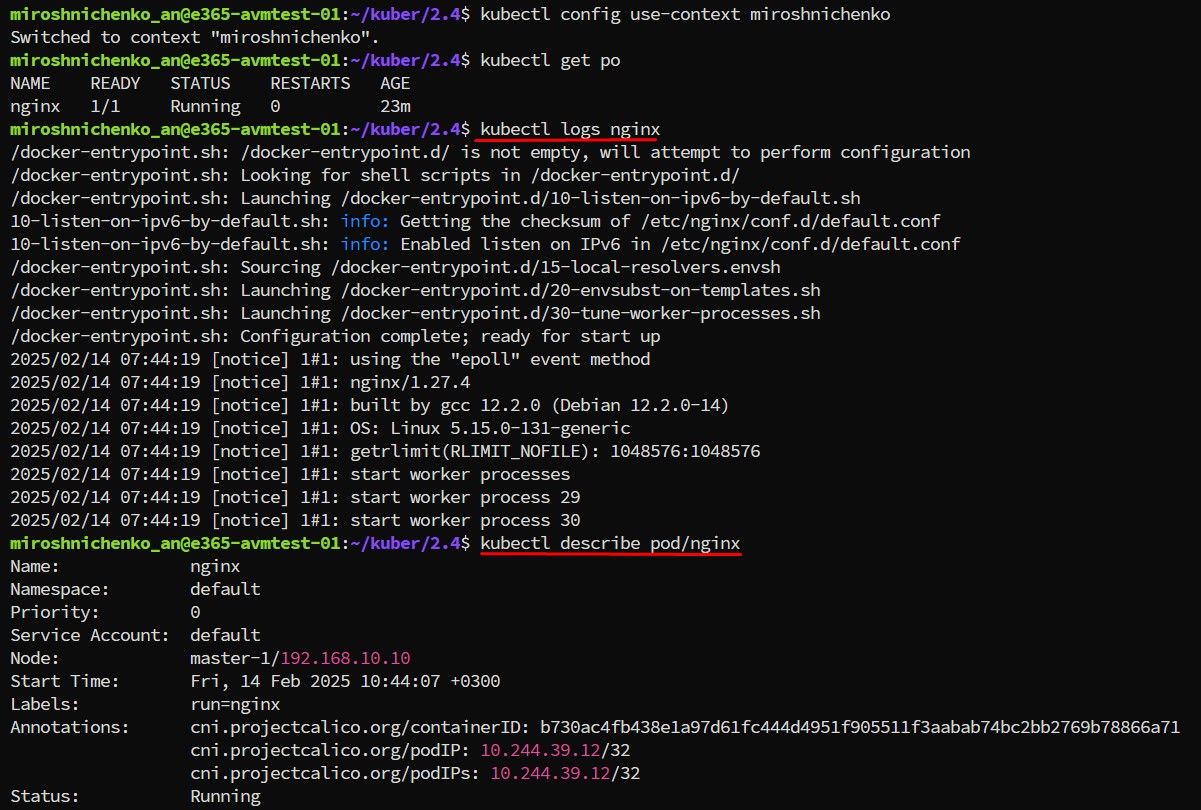 miroshnichenko_an@e365-avmtest-01:~/kuber/2.4$ kubectl config use-context miroshnichenko
Switched to context "miroshnichenko".
miroshnichenko_an@e365-avmtest-01:~/kuber/2.4$ kubectl get po
NAME    READY   STATUS    RESTARTS   AGE
nginx   1/1     Running   0          23m
miroshnichenko_an@e365-avmtest-01:~/kuber/2.4$ kubectl logs nginx
/docker-entrypoint.sh: /docker-entrypoint.d/ is not empty, will attempt to perform configuration
/docker-entrypoint.sh: Looking for shell scripts in /docker-entrypoint.d/
/docker-entrypoint.sh: Launching /docker-entrypoint.d/10-listen-on-ipv6-by-default.sh
10-listen-on-ipv6-by-default.sh: info: Getting the checksum of /etc/nginx/conf.d/default.conf
10-listen-on-ipv6-by-default.sh: info: Enabled listen on IPv6 in /etc/nginx/conf.d/default.conf
/docker-entrypoint.sh: Sourcing /docker-entrypoint.d/15-local-resolvers.envsh
/docker-entrypoint.sh: Launching /docker-entrypoint.d/20-envsubst-on-templates.sh
/docker-entrypoint.sh: Launching /docker-entrypoint.d/30-tune-worker-processes.sh
/docker-entrypoint.sh: Configuration complete; ready for start up
2025/02/14 07:44:19 [notice] 1#1: using the "epoll" event method
2025/02/14 07:44:19 [notice] 1#1: nginx/1.27.4
2025/02/14 07:44:19 [notice] 1#1: built by gcc 12.2.0 (Debian 12.2.0-14)
2025/02/14 07:44:19 [notice] 1#1: OS: Linux 5.15.0-131-generic
2025/02/14 07:44:19 [notice] 1#1: getrlimit(RLIMIT_NOFILE): 1048576:1048576
2025/02/14 07:44:19 [notice] 1#1: start worker processes
2025/02/14 07:44:19 [notice] 1#1: start worker process 29
2025/02/14 07:44:19 [notice] 1#1: start worker process 30
miroshnichenko_an@e365-avmtest-01:~/kuber/2.4$ kubectl describe pod/nginx
Name:             nginx
Namespace:        default
Priority:         0
Service Account:  default
Node:             master-1/192.168.10.10
Start Time:       Fri, 14 Feb 2025 10:44:07 +0300
Labels:           run=nginx
Annotations:      cni.projectcalico.org/containerID: b730ac4fb438e1a97d61fc444d4951f905511f3aabab74bc2bb2769b78866a71
                  cni.projectcalico.org/podIP: 10.244.39.12/32
                  cni.projectcalico.org/podIPs: 10.244.39.12/32
Status:           Running